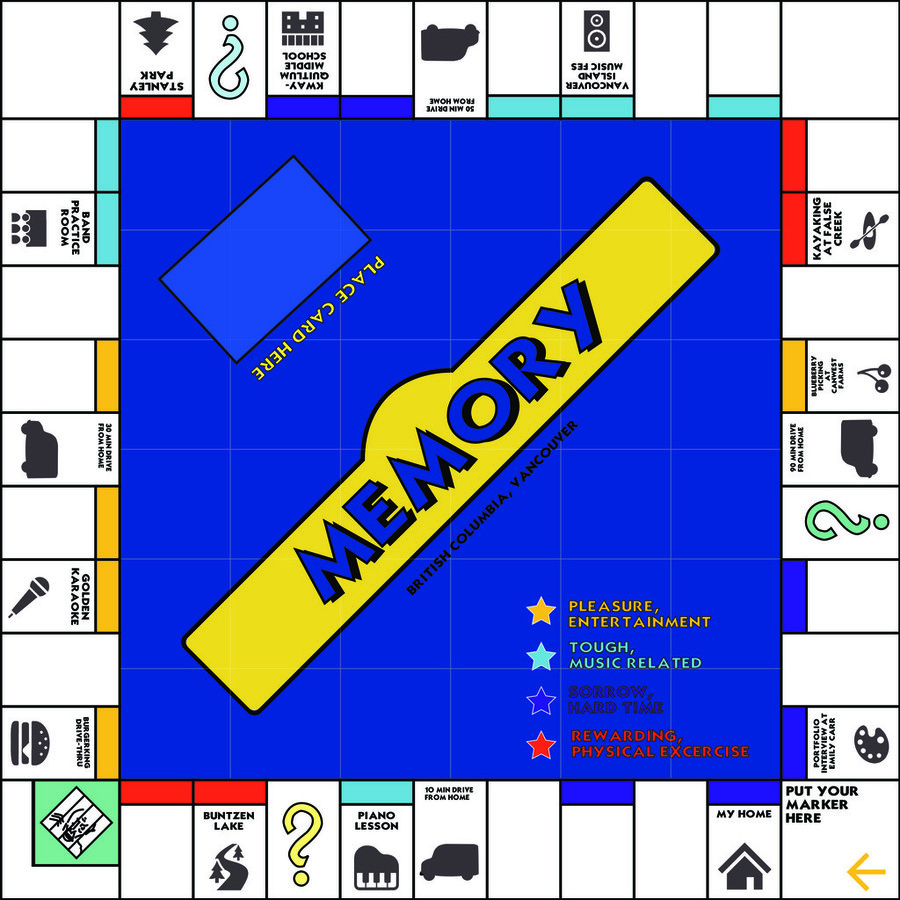 STANLEY
PARK
KWAY-
QUITLUM
MIDDLE
SCHOOL
50 MIN DRIVE
FROM HOME
VANCOUVER
ISLAND
MUSIC FES
BAND
PRACTICE
ROOM
30 MIN DRIVE
FROM HOME
GOLDEN
KARAOKE
BURGERKING
DRIVE-THRU
PLACE CARD HERE
MEMORY
BRITISH COLUMBIA, VANCOUVER
PLEASURE,
ENTERTAINMENT
TOUGH,
MUSIC RELATED
SORROW,
HARD TIME
REWARDING,
PHYSICAL EXCERCISE
KAYAKING
AT FALSE
CREEK
BLUEBERRY
PICKING
AT
CANWEST
FARMS
90 MIN DRIVE
FROM HOME
PORTFOLIO
INTERVIEW AT
EMILY CARR
BUNTZEN
LAKE
PIANO
LESSON
10 MIN DRIVE
FROM HOME
MY HOME
PUT YOUR
MARKER
HERE